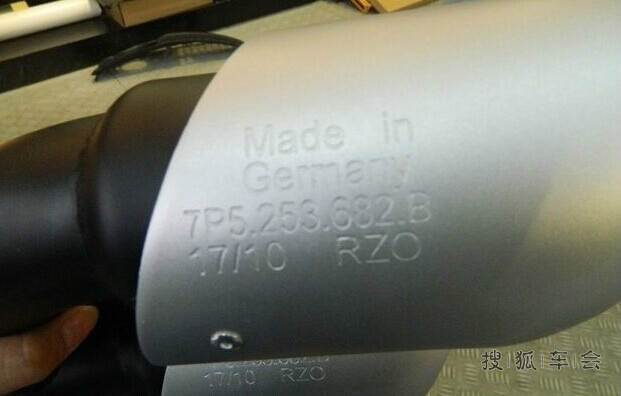 Made in
Germany
7P5.253.682.B
17/10 RZO
17/10 RZO
搜狐车会